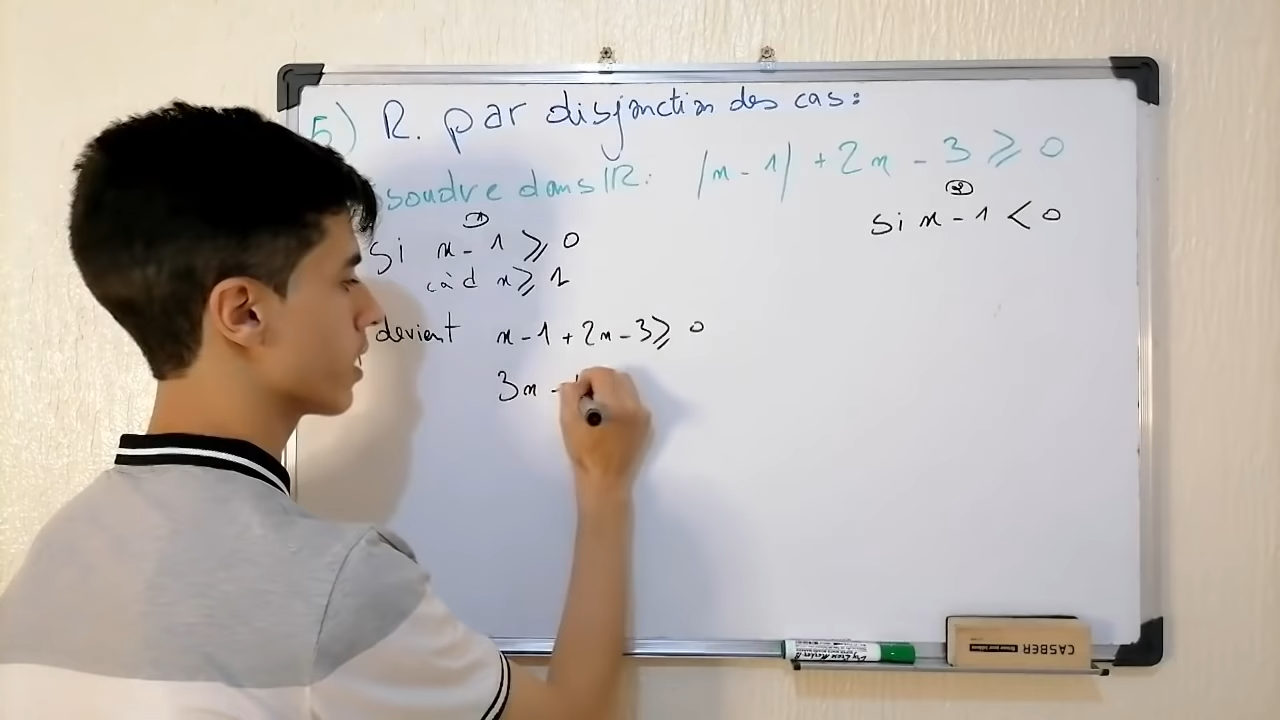 5) R. par disjonction des cas:
soudre dans IR: |x - 1| + 2x - 3 ⩾ 0
①
si x - 1 ⩾ 0
càd x ⩾ 1
②
si x - 1 < 0
devient x - 1 + 2x - 3 ⩾ 0
3x -
CASBER